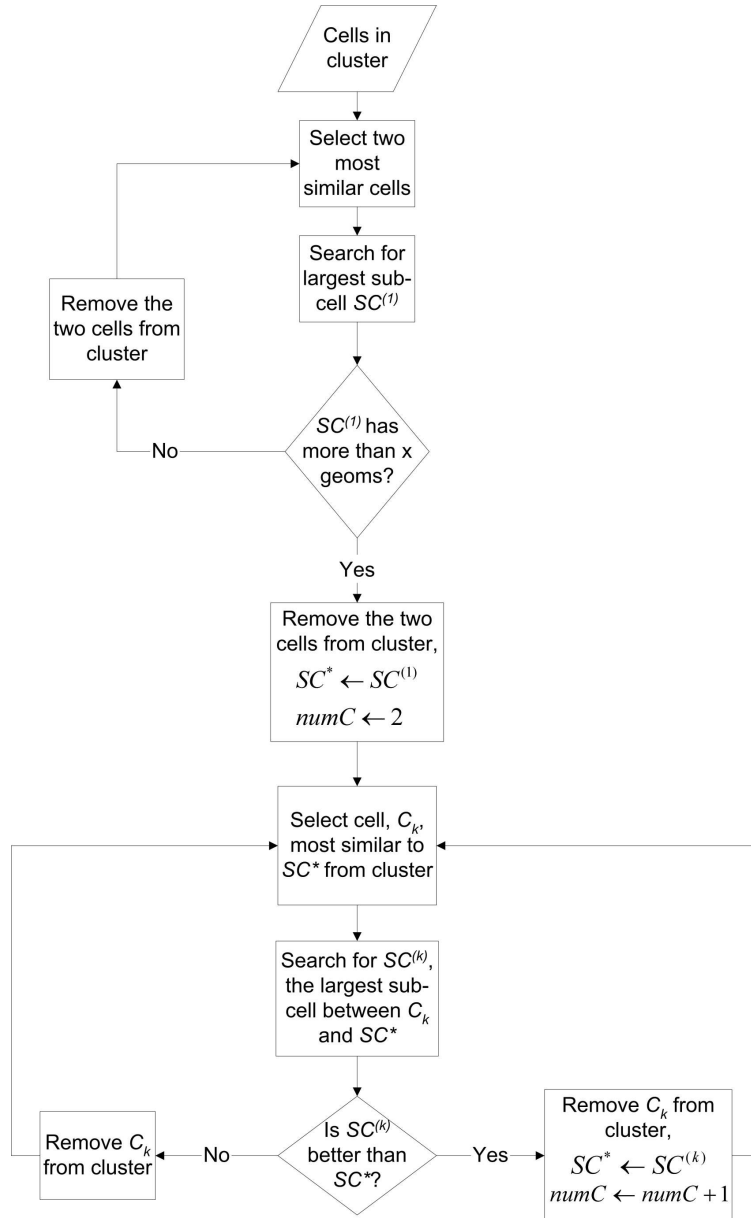 Cells in
cluster
Select two
most
similar cells
Search for
largest sub-
cell SC⁽¹⁾
Remove the
two cells from
cluster
SC⁽¹⁾ has
more than x
geoms?
No
Yes
Remove the two
cells from cluster,
SC* ← SC⁽¹⁾
numC ← 2
Select cell, Cₖ,
most similar to
SC* from cluster
Search for SC⁽ᵏ⁾,
the largest sub-
cell between Cₖ
and SC*
Is SC⁽ᵏ⁾
better than
SC*?
No
Remove Cₖ
from cluster
Yes
Remove Cₖ from
cluster,
SC* ← SC⁽ᵏ⁾
numC ← numC + 1